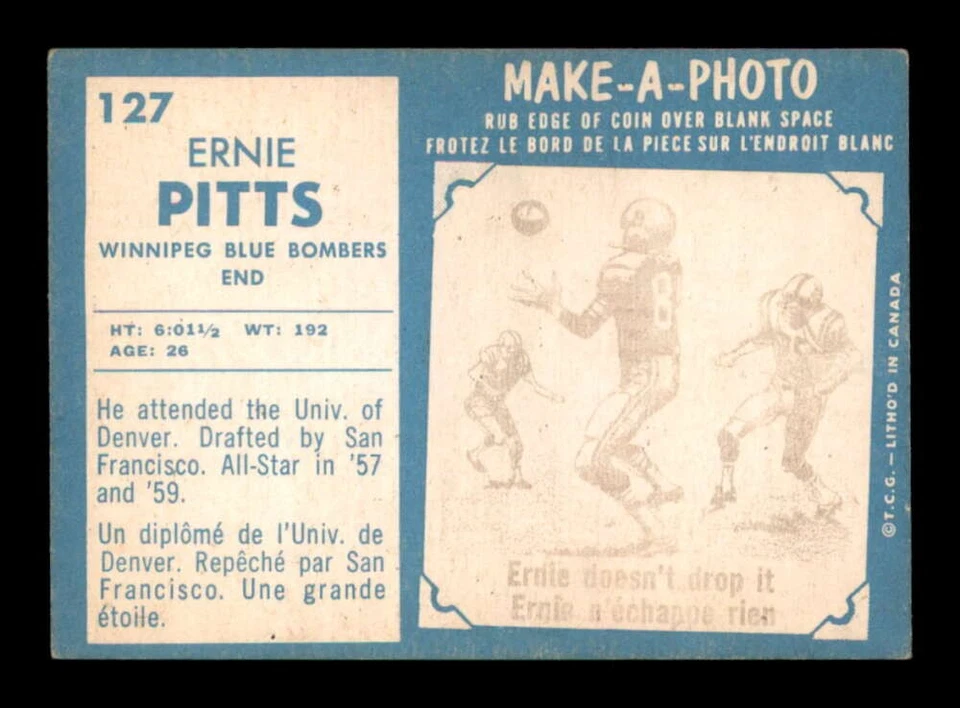 127
ERNIE
PITTS
WINNIPEG BLUE BOMBERS
END
HT: 6:01 1/2 WT: 192
AGE: 26
He attended the Univ. of
Denver. Drafted by San
Francisco. All-Star in '57
and '59.
Un diplômé de l'Univ. de
Denver. Repêché par San
Francisco. Une grande
étoile.
MAKE-A-PHOTO
RUB EDGE OF COIN OVER BLANK SPACE
FROTEZ LE BORD DE LA PIECE SUR L'ENDROIT BLANC
8
Ernie doesn't drop it
Ernie n'échappe rien
©T.C.G. — LITHO'D IN CANADA